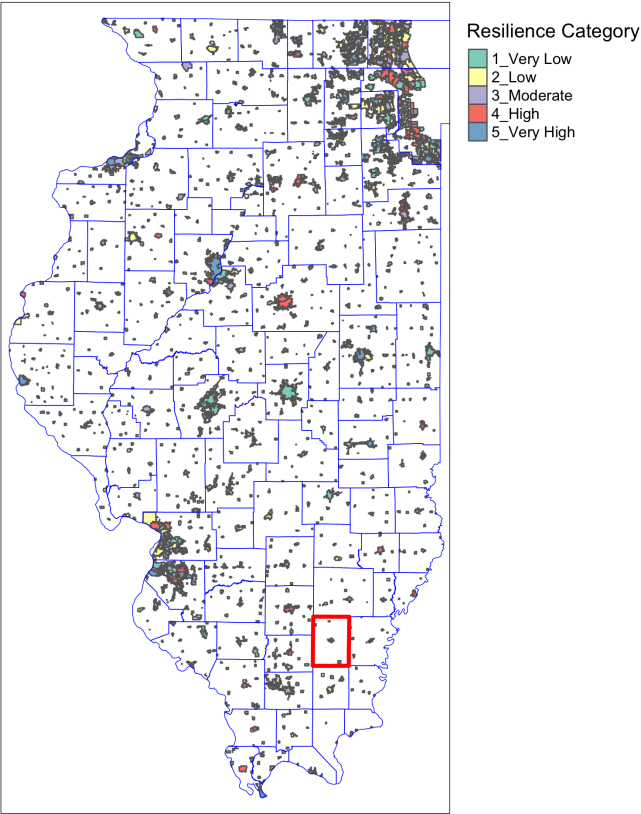 Resilience Category
1_Very Low
2_Low
3_Moderate
4_High
5_Very High